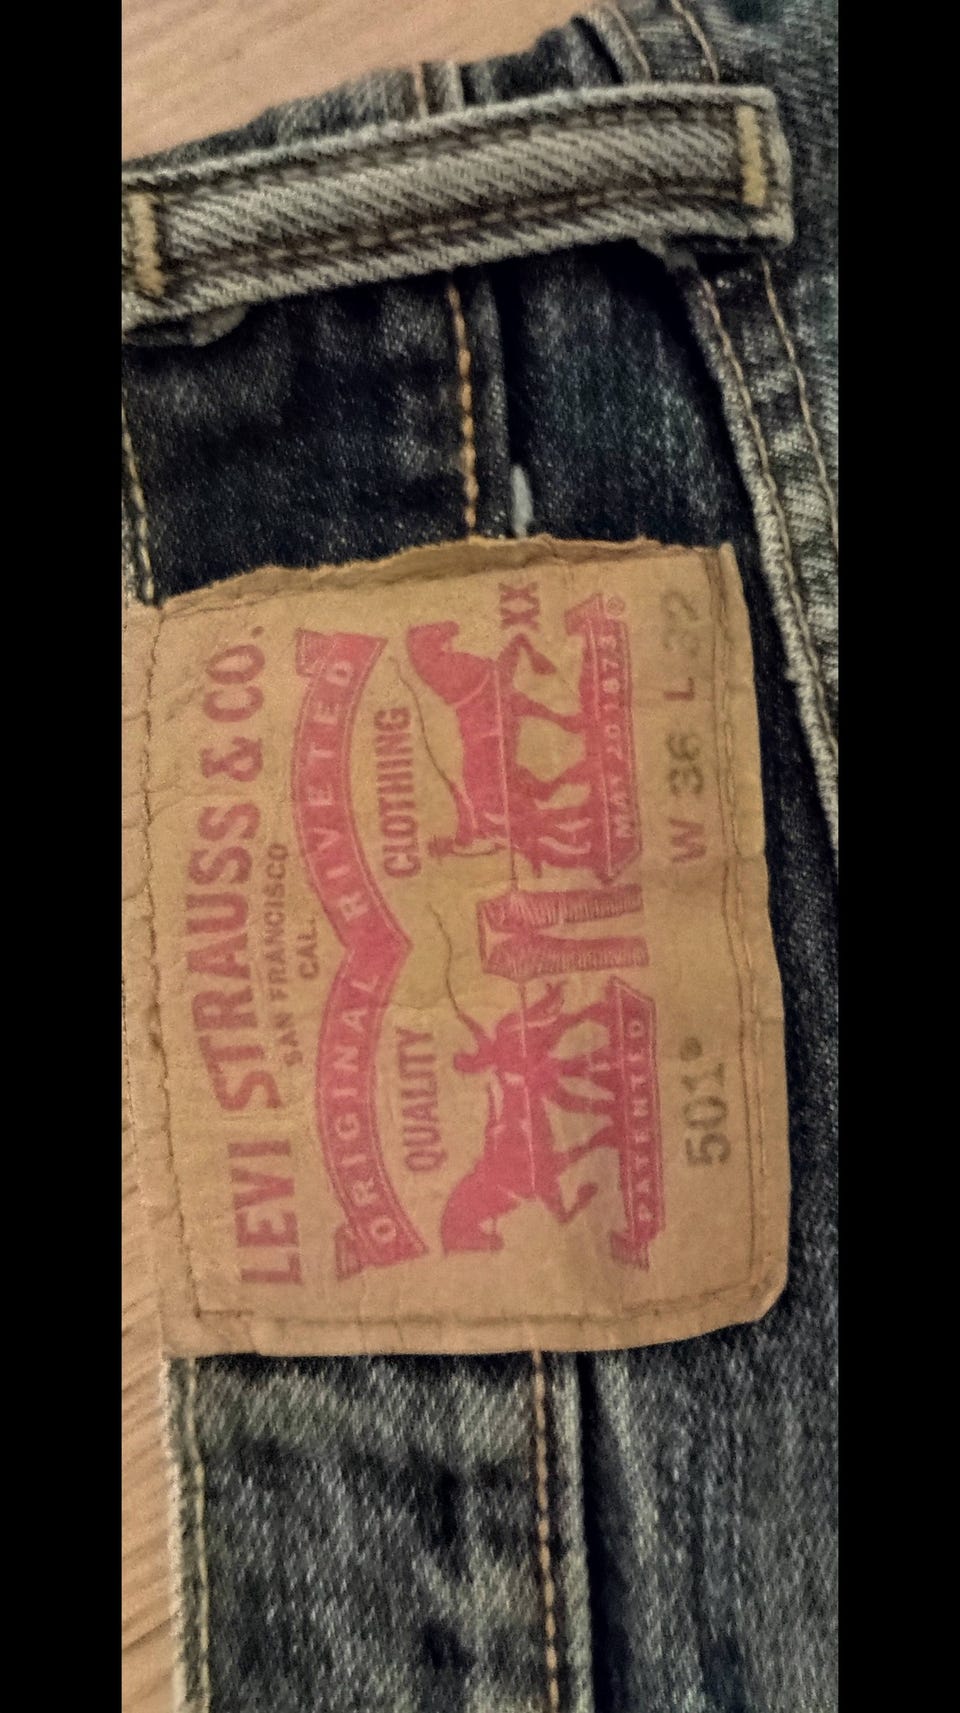 LEVI STRAUSS & CO.
SAN FRANCISCO
CAL.
ORIGINAL RIVETED
QUALITY CLOTHING
XX
PATENTED MAY 20 1873 ®
501® W 36 L 32